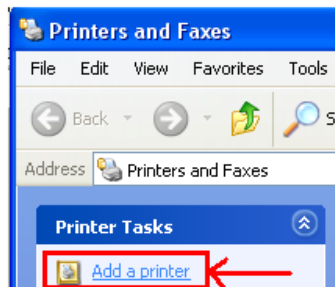 Printers and Faxes
File Edit View Favorites Tools
Back
Address Printers and Faxes
Printer Tasks
Add a printer